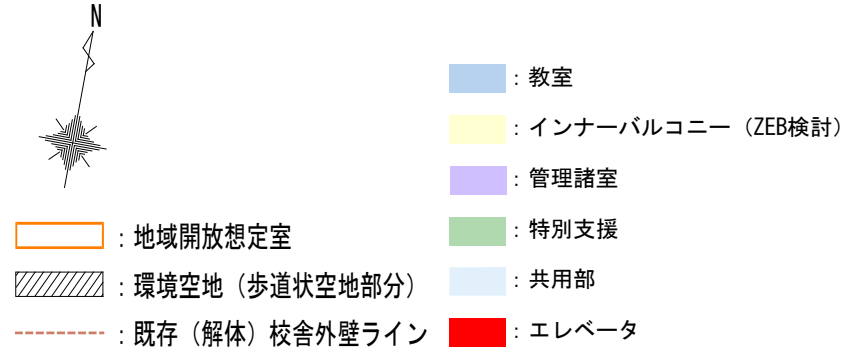 N
：地域開放想定室
：環境空地（歩道状空地部分）
：既存（解体）校舎外壁ライン
：教室
：インナーバルコニー（ZEB検討）
：管理諸室
：特別支援
：共用部
：エレベータ